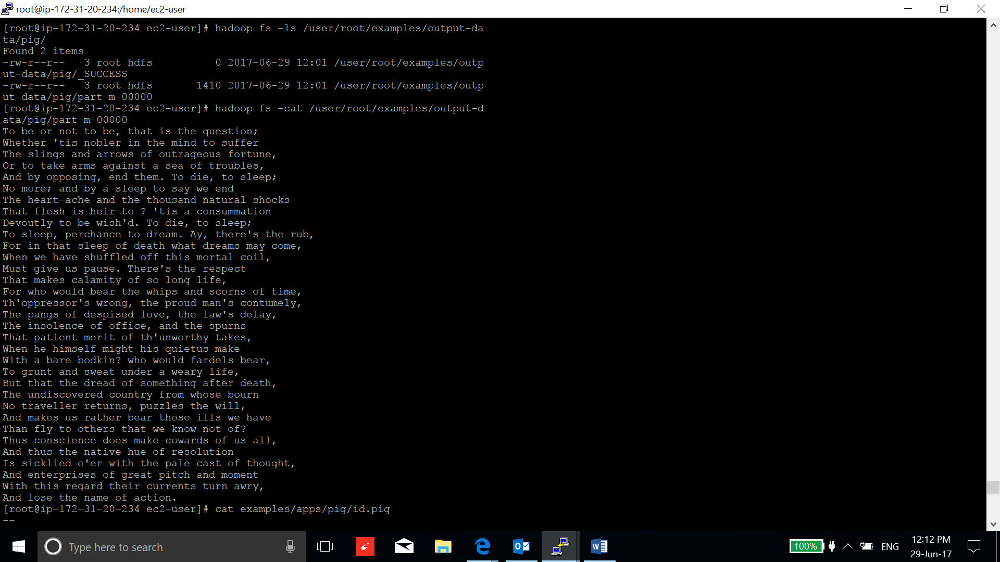 root@ip-172-31-20-234:/home/ec2-user
[root@ip-172-31-20-234 ec2-user]# hadoop fs -ls /user/root/examples/output-da
ta/pig/
Found 2 items
-rw-r--r--   3 root hdfs          0 2017-06-29 12:01 /user/root/examples/outp
ut-data/pig/_SUCCESS
-rw-r--r--   3 root hdfs       1410 2017-06-29 12:01 /user/root/examples/outp
ut-data/pig/part-m-00000
[root@ip-172-31-20-234 ec2-user]# hadoop fs -cat /user/root/examples/output-d
ata/pig/part-m-00000
To be or not to be, that is the question;
Whether 'tis nobler in the mind to suffer
The slings and arrows of outrageous fortune,
Or to take arms against a sea of troubles,
And by opposing, end them. To die, to sleep;
No more; and by a sleep to say we end
The heart-ache and the thousand natural shocks
That flesh is heir to ? 'tis a consummation
Devoutly to be wish'd. To die, to sleep;
To sleep, perchance to dream. Ay, there's the rub,
For in that sleep of death what dreams may come,
When we have shuffled off this mortal coil,
Must give us pause. There's the respect
That makes calamity of so long life,
For who would bear the whips and scorns of time,
Th'oppressor's wrong, the proud man's contumely,
The pangs of despised love, the law's delay,
The insolence of office, and the spurns
That patient merit of th'unworthy takes,
When he himself might his quietus make
With a bare bodkin? who would fardels bear,
To grunt and sweat under a weary life,
But that the dread of something after death,
The undiscovered country from whose bourn
No traveller returns, puzzles the will,
And makes us rather bear those ills we have
Than fly to others that we know not of?
Thus conscience does make cowards of us all,
And thus the native hue of resolution
Is sicklied o'er with the pale cast of thought,
And enterprises of great pitch and moment
With this regard their currents turn awry,
And lose the name of action.
[root@ip-172-31-20-234 ec2-user]# cat examples/apps/pig/id.pig
--
Type here to search
100%
ENG
12:12 PM
29-Jun-17